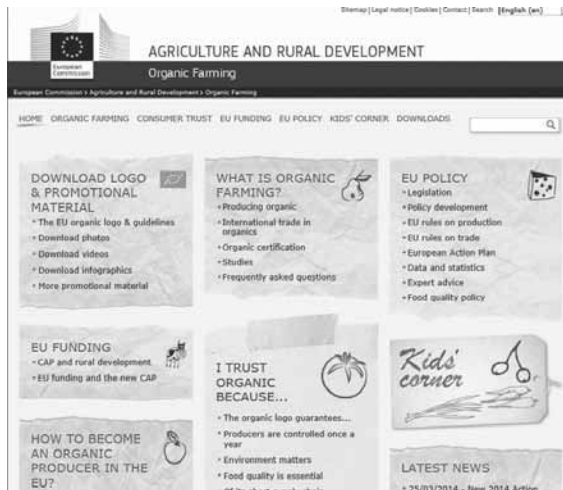 Sitemap | Legal notice | Cookies | Contact | Search English (en)
European
Commission
AGRICULTURE AND RURAL DEVELOPMENT
Organic Farming
European Commission > Agriculture and Rural Development > Organic Farming
HOME ORGANIC FARMING CONSUMER TRUST EU FUNDING EU POLICY KIDS' CORNER DOWNLOADS
DOWNLOAD LOGO
& PROMOTIONAL
MATERIAL
• The EU organic logo & guidelines
• Download photos
• Download videos
• Download infographics
• More promotional material
WHAT IS ORGANIC
FARMING?
• Producing organic
• International trade in
organics
• Organic certification
• Studies
• Frequently asked questions
EU POLICY
• Legislation
• Policy development
• EU rules on production
• EU rules on trade
• European Action Plan
• Data and statistics
• Expert advice
• Food quality policy
EU FUNDING
• CAP and rural development
• EU funding and the new CAP
I TRUST
ORGANIC
BECAUSE...
• The organic logo guarantees...
• Producers are controlled once a
year
• Environment matters
• Food quality is essential
Kids'
corner
HOW TO BECOME
AN ORGANIC
PRODUCER IN THE
EU?
LATEST NEWS
• 25/03/2014 - New 2014 Action